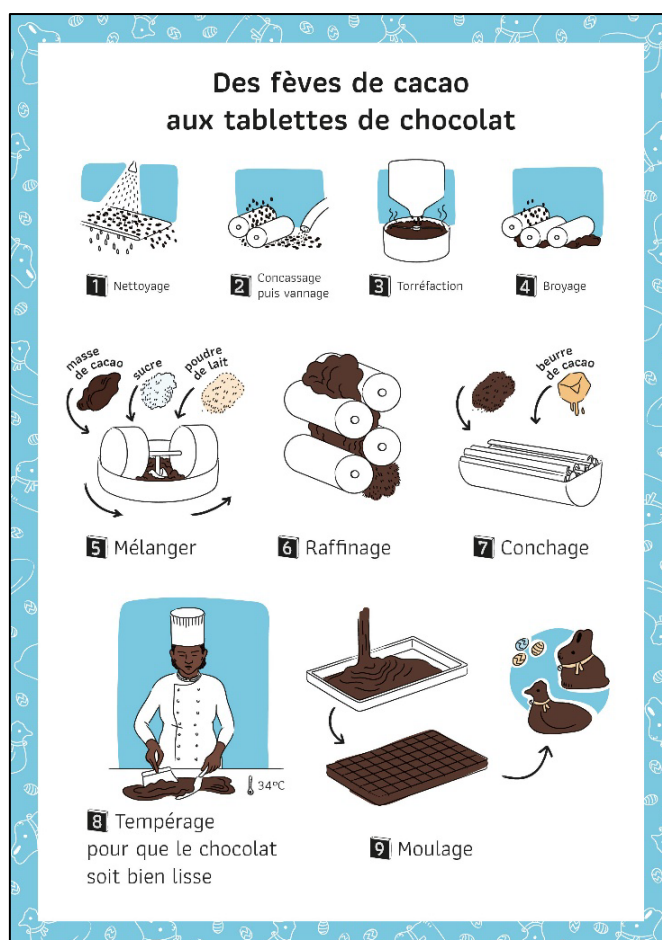 Des fèves de cacao
aux tablettes de chocolat
1 Nettoyage
2 Concassage
puis vannage
3 Torréfaction
4 Broyage
masse
de cacao
sucre
poudre
de lait
beurre
de cacao
5 Mélanger
6 Raffinage
7 Conchage
34°C
8 Tempérage
pour que le chocolat
soit bien lisse
9 Moulage